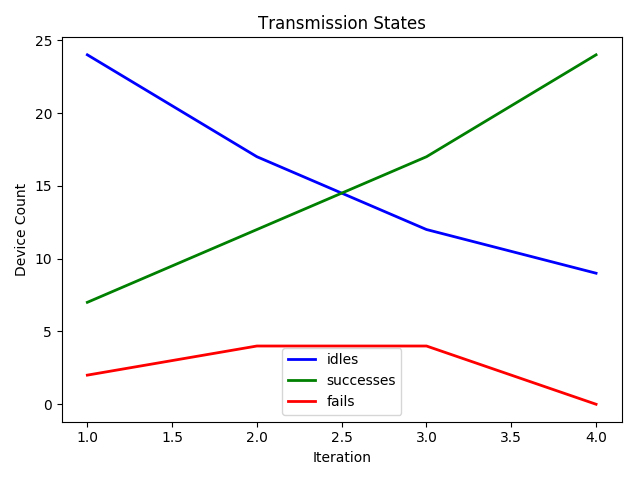 Transmission States
Device Count
25
20
15
10
5
0
idles
successes
fails
1.0 1.5 2.0 2.5 3.0 3.5 4.0
Iteration